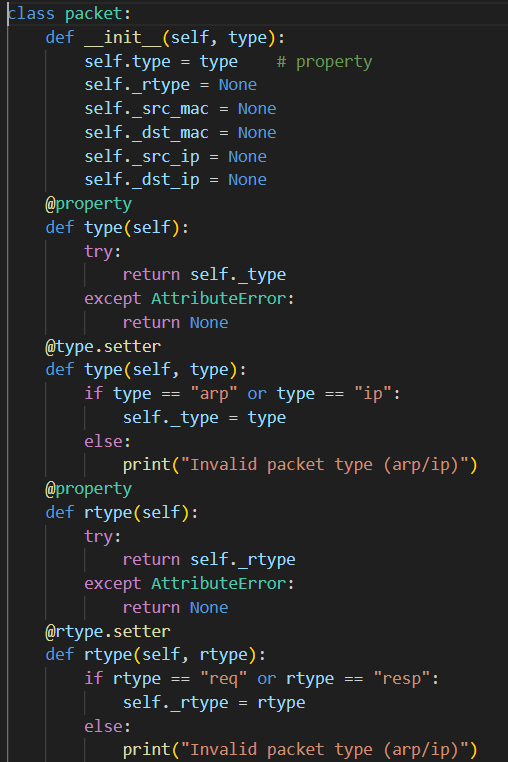 class packet:
    def __init__(self, type):
        self.type = type    # property
        self._rtype = None
        self._src_mac = None
        self._dst_mac = None
        self._src_ip = None
        self._dst_ip = None
    @property
    def type(self):
        try:
            return self._type
        except AttributeError:
            return None
    @type.setter
    def type(self, type):
        if type == "arp" or type == "ip":
            self._type = type
        else:
            print("Invalid packet type (arp/ip)")
    @property
    def rtype(self):
        try:
            return self._rtype
        except AttributeError:
            return None
    @rtype.setter
    def rtype(self, rtype):
        if rtype == "req" or rtype == "resp":
            self._rtype = rtype
        else:
            print("Invalid packet type (arp/ip)")